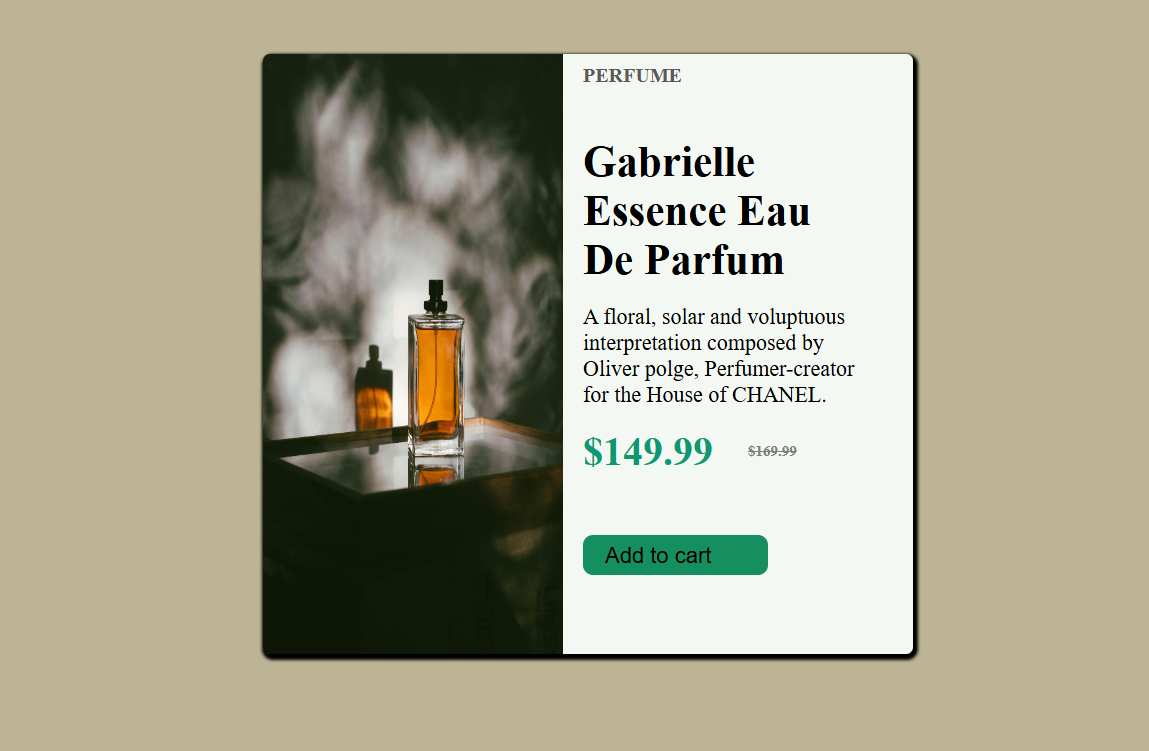 PERFUME
Gabrielle
Essence Eau
De Parfum
A floral, solar and voluptuous
interpretation composed by
Oliver polge, Perfumer-creator
for the House of CHANEL.
$149.99 $169.99
Add to cart